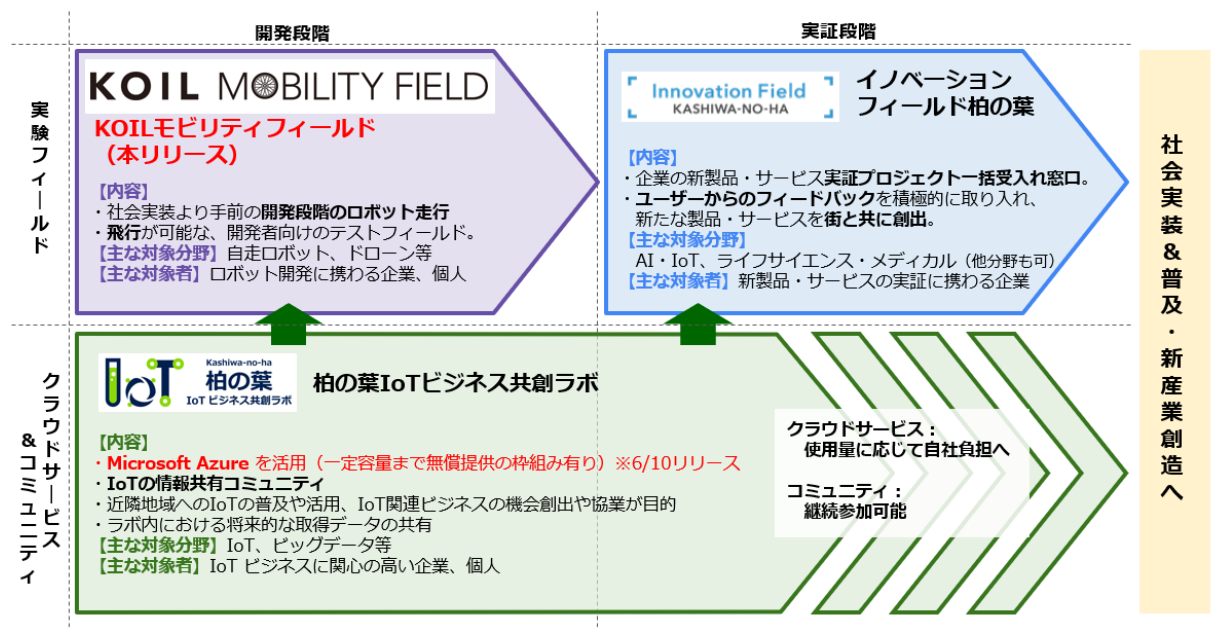 開発段階
実証段階
実験フィールド
KOIL MOBILITY FIELD
KOILモビリティフィールド
（本リリース）
【内容】
・社会実装より手前の開発段階のロボット走行
・飛行が可能な、開発者向けのテストフィールド。
【主な対象分野】自走ロボット、ドローン等
【主な対象者】ロボット開発に携わる企業、個人
Innovation Field
KASHIWA-NO-HA
イノベーション
フィールド柏の葉
【内容】
・企業の新製品・サービス実証プロジェクト一括受入れ窓口。
・ユーザーからのフィードバックを積極的に取り入れ、
新たな製品・サービスを街と共に創出。
【主な対象分野】
AI・IoT、ライフサイエンス・メディカル（他分野も可）
【主な対象者】新製品・サービスの実証に携わる企業
クラウドサービス
&コミュニティ
IoT
Kashiwa-no-ha
柏の葉
IoT ビジネス共創ラボ
柏の葉IoTビジネス共創ラボ
【内容】
・Microsoft Azure を活用（一定容量まで無償提供の枠組み有り）※6/10リリース
・IoTの情報共有コミュニティ
・近隣地域へのIoTの普及や活用、IoT関連ビジネスの機会創出や協業が目的
・ラボ内における将来的な取得データの共有
【主な対象分野】IoT、ビッグデータ等
【主な対象者】IoT ビジネスに関心の高い企業、個人
クラウドサービス：
使用量に応じて自社負担へ
コミュニティ：
継続参加可能
社会実装&普及・新産業創造へ